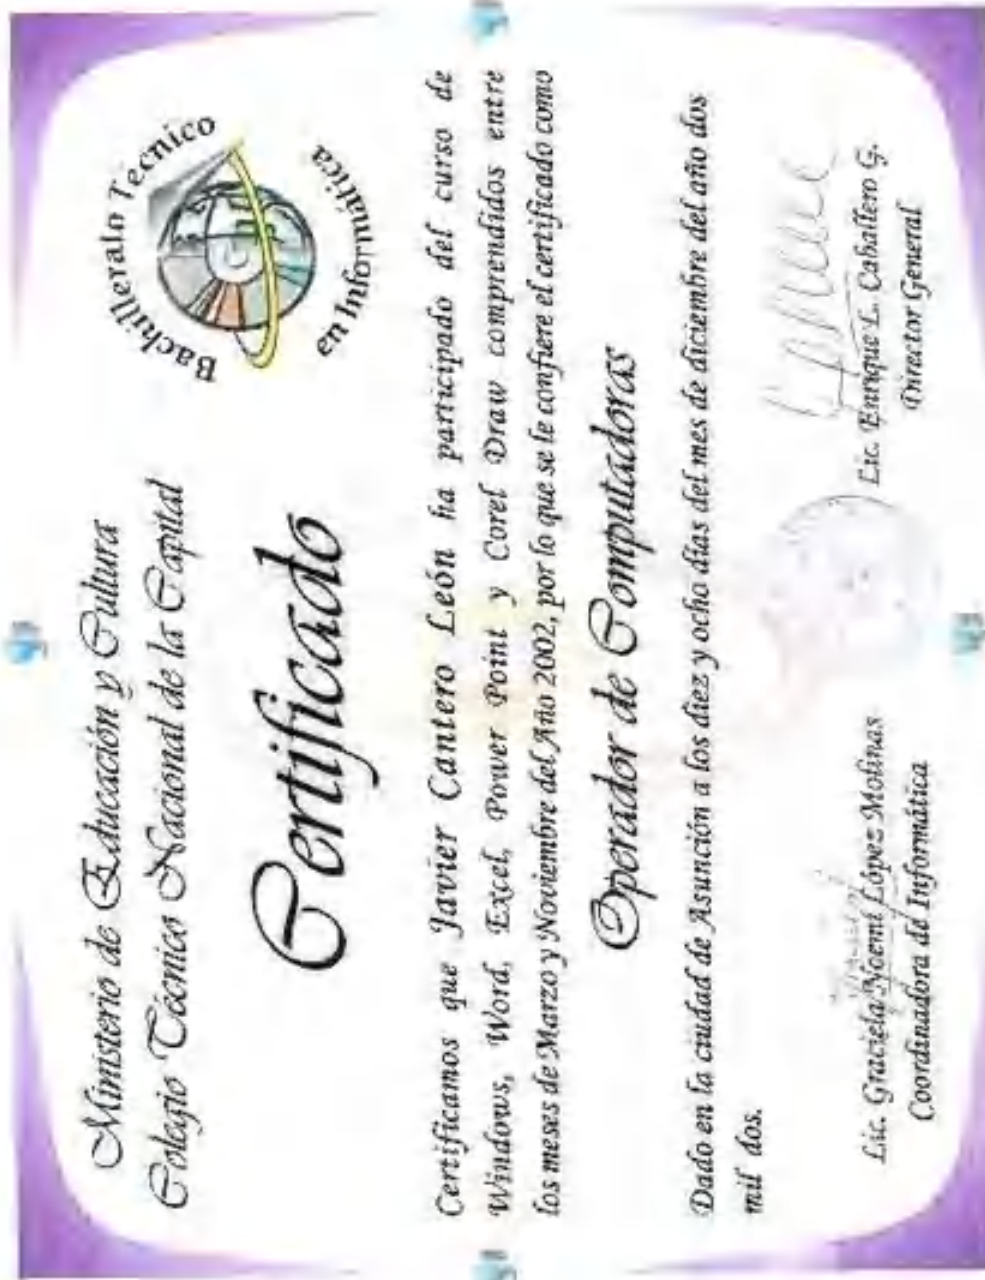 Ministerio de Educación y Cultura
Colegio Técnico Nacional de la Capital
Bachillerato Técnico
en Informática
Certificado
Certificamos que Javier Cantero León ha participado del curso de
Windows, Word, Excel, Power Point y Corel Draw comprendidos entre
los meses de Marzo y Noviembre del Año 2002, por lo que se le confiere el certificado como
Operador de Computadoras
Dado en la ciudad de Asunción a los diez y ocho días del mes de diciembre del año dos
mil dos.
Lic. Graciela Noemí López Molinas
Coordinadora de Informática
Lic. Enrique L. Caballero G.
Director General